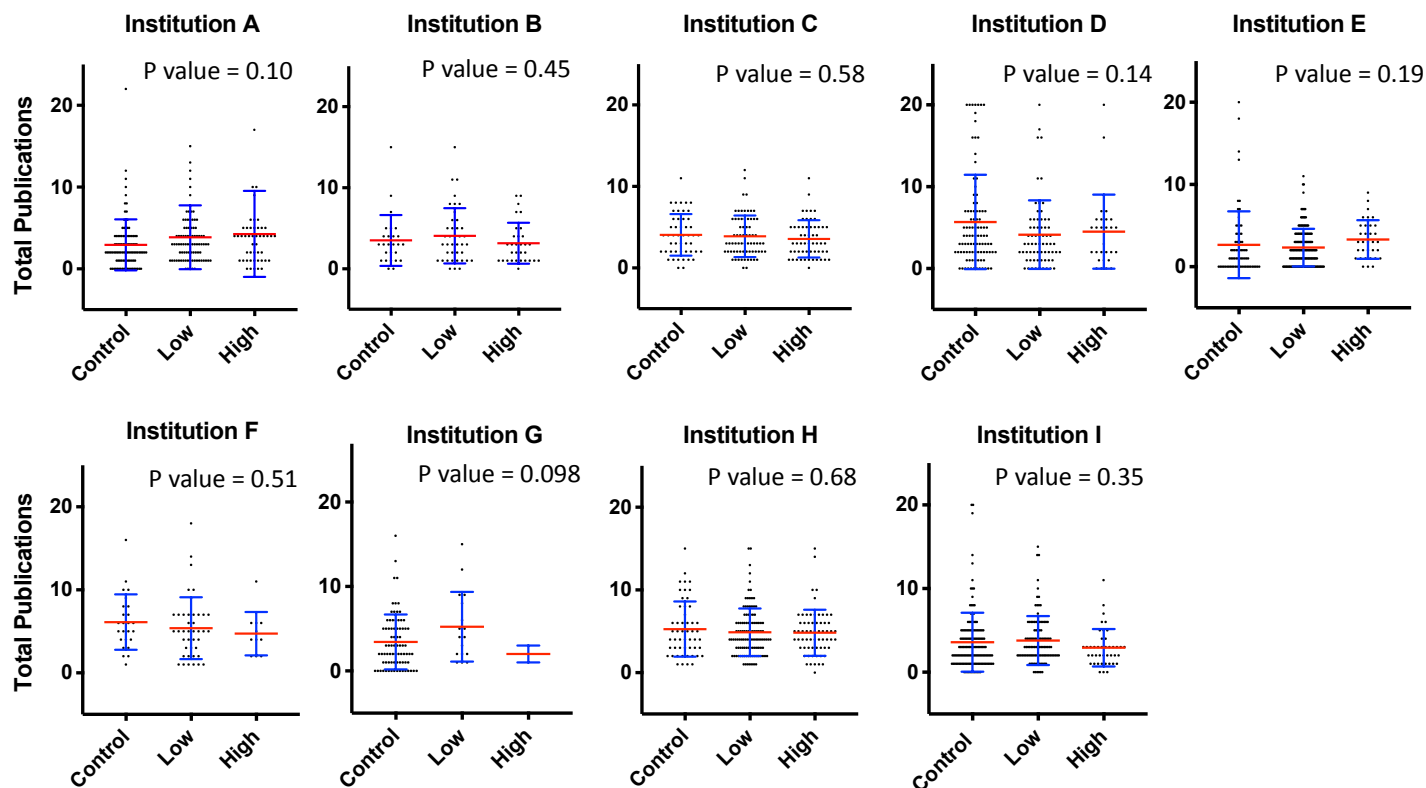 Institution A
Institution B
Institution C
Institution D
Institution E
P value = 0.10
P value = 0.45
P value = 0.58
P value = 0.14
P value = 0.19
Total Publications
20
10
0
20
10
0
20
10
0
20
10
0
20
10
0
Control
Low
High
Control
Low
High
Control
Low
High
Control
Low
High
Control
Low
High
Institution F
Institution G
Institution H
Institution I
P value = 0.51
P value = 0.098
P value = 0.68
P value = 0.35
Total Publications
20
10
0
20
10
0
20
10
0
20
10
0
Control
Low
High
Control
Low
High
Control
Low
High
Control
Low
High